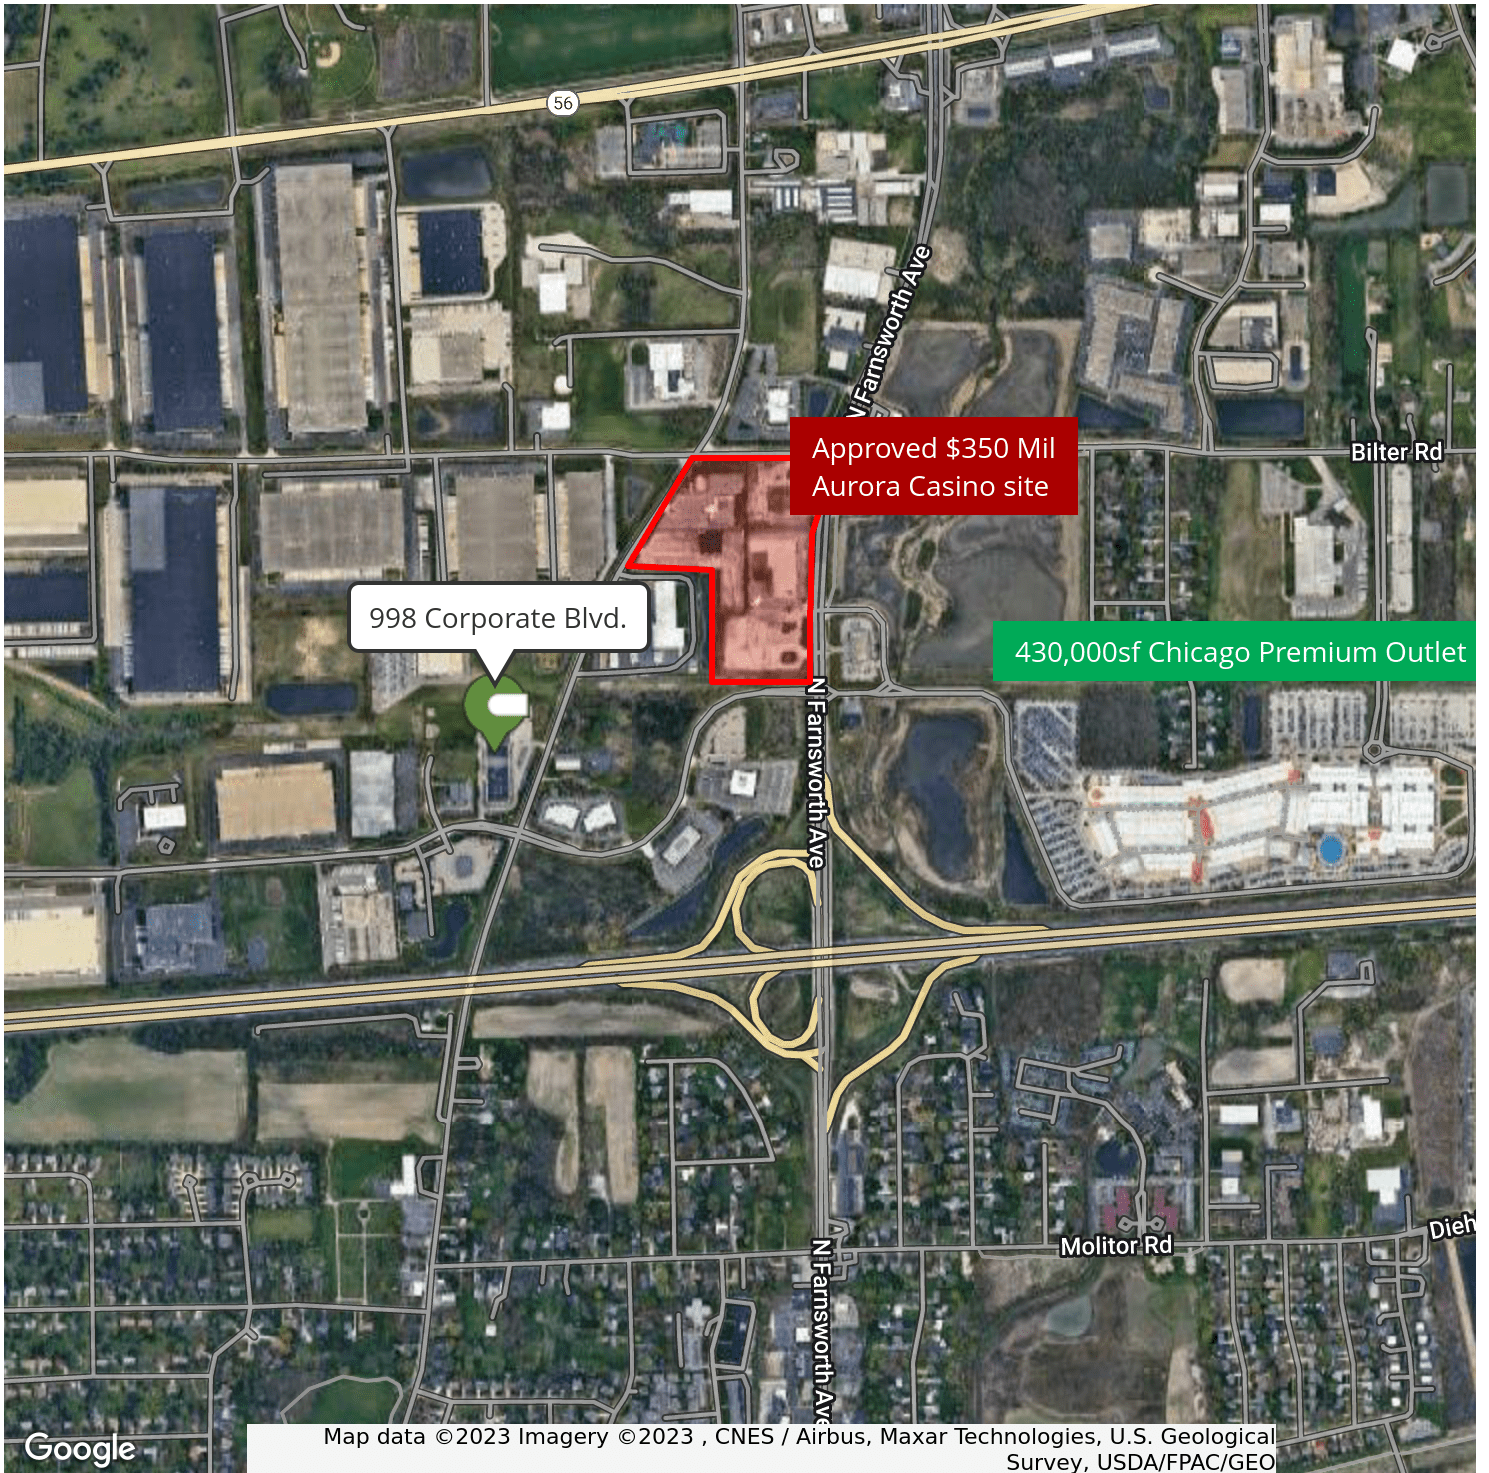 56
N Farnsworth Ave
Approved $350 Mil
Aurora Casino site
Bilter Rd
998 Corporate Blvd.
430,000sf Chicago Premium Outlet
N Farnsworth Ave
Molitor Rd
Dieh
N Farnsworth Ave
Google
Map data ©2023 Imagery ©2023 , CNES / Airbus, Maxar Technologies, U.S. Geological
Survey, USDA/FPAC/GEO